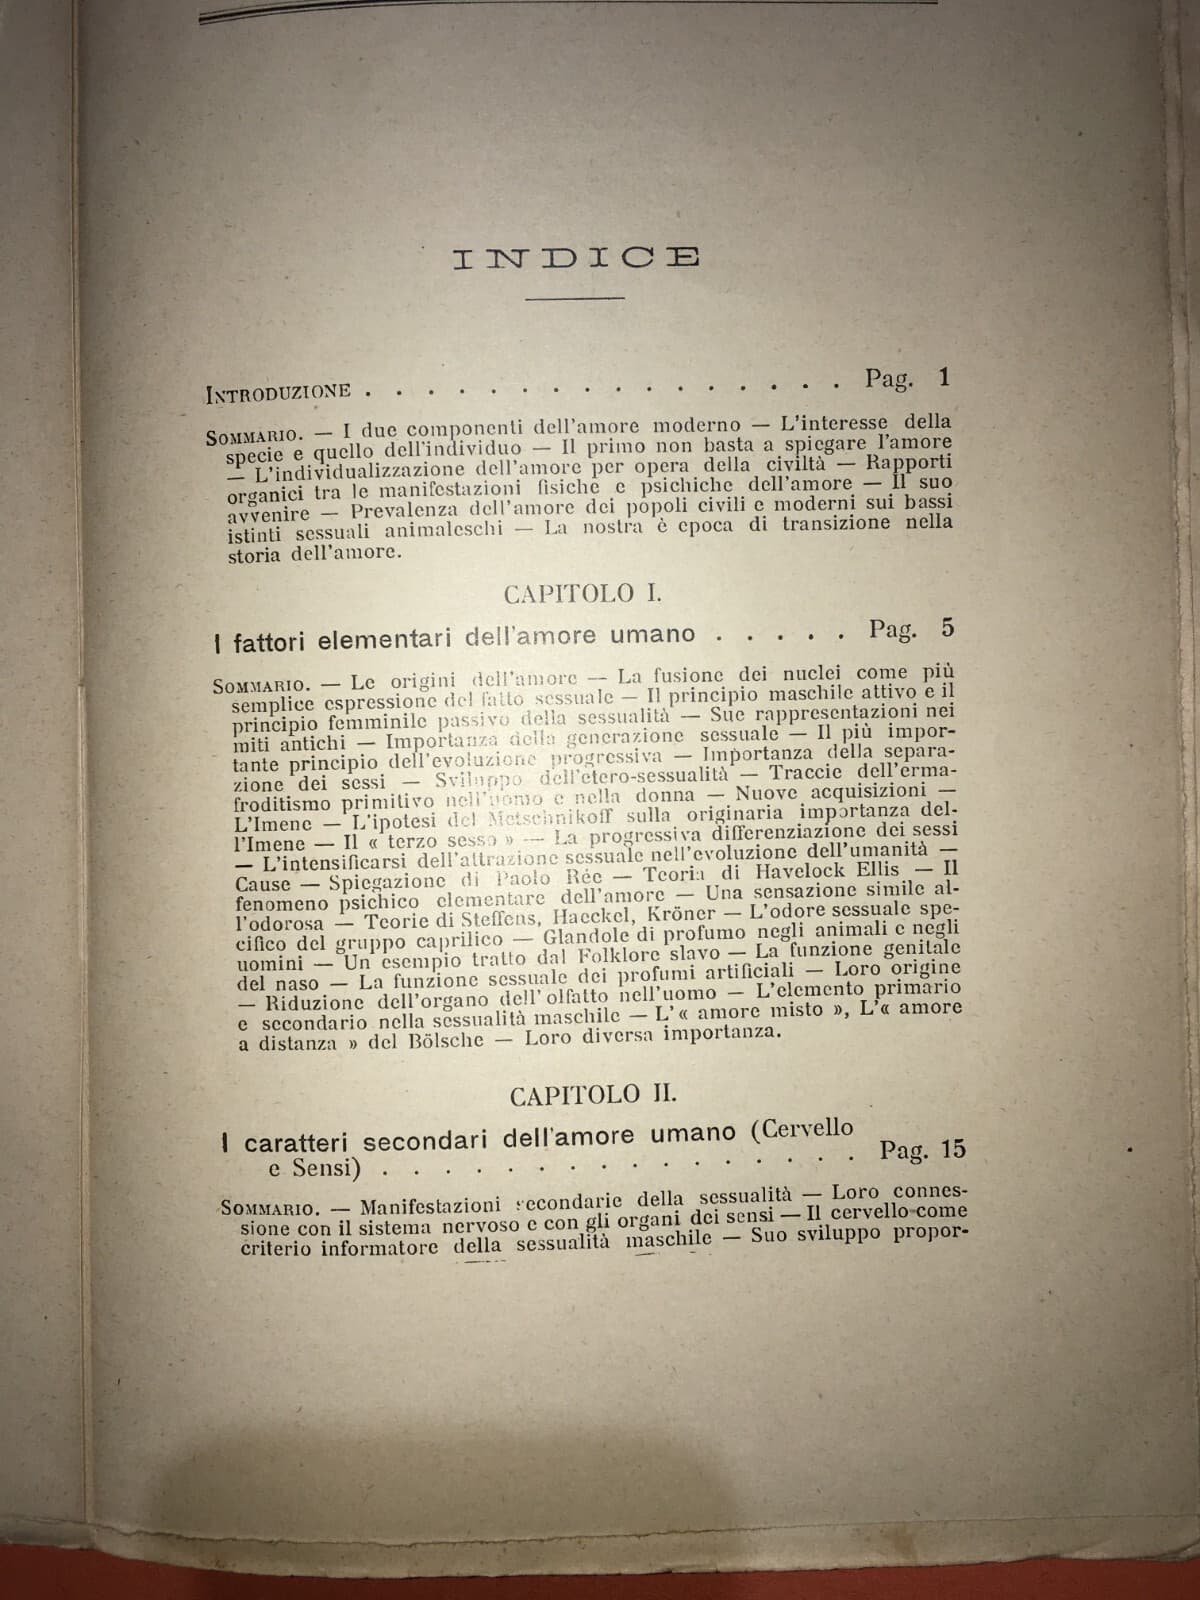 INDICE
INTRODUZIONE . . . . . . . . . . . . . . . . . Pag. 1
SOMMARIO. — I due componenti dell'amore moderno — L'interesse della
specie e quello dell'individuo — Il primo non basta a spiegare l'amore
— L'individualizzazione dell'amore per opera della civiltà — Rapporti
organici tra le manifestazioni fisiche e psichiche dell'amore — Il suo
avvenire — Prevalenza dell'amore dei popoli civili e moderni sui bassi
istinti sessuali animaleschi — La nostra è epoca di transizione nella
storia dell'amore.
CAPITOLO I.
I fattori elementari dell'amore umano . . . . . Pag. 5
SOMMARIO. — Le origini dell'amore — La fusione dei nuclei come più
semplice espressione del fatto sessuale — Il principio maschile attivo e il
principio femminile passivo della sessualità — Sue rappresentazioni nei
miti antichi — Importanza della generazione sessuale — Il più impor-
tante principio dell'evoluzione progressiva — Importanza della separa-
zione dei sessi — Sviluppo dell'etero-sessualità — Traccie dell'erma-
froditismo primitivo nell'uomo e nella donna — Nuove acquisizioni —
L'Imene — L'ipotesi del Metschnikoff sulla originaria importanza del-
l'Imene — Il « terzo sesso » — La progressiva differenziazione dei sessi
— L'intensificarsi dell'attrazione sessuale nell'evoluzione dell'umanità —
Cause — Spiegazione di Paolo Rée — Teoria di Havelock Ellis — Il
fenomeno psichico elementare dell'amore — Una sensazione simile al-
l'odorosa — Teorie di Steffens, Haeckel, Kröner — L'odore sessuale spe-
cifico del gruppo caprilico — Glandole di profumo negli animali e negli
uomini — Un esempio tratto dal Folklore slavo — La funzione genitale
del naso — La funzione sessuale dei profumi artificiali — Loro origine
— Riduzione dell'organo dell'olfatto nell'uomo — L'elemento primario
e secondario nella sessualità maschile — L'« amore misto », L'« amore
a distanza » del Bölsche — Loro diversa importanza.
CAPITOLO II.
I caratteri secondari dell'amore umano (Cervello
e Sensi) . . . . . . . . . . . . . . . . . Pag. 15
SOMMARIO. — Manifestazioni secondarie della sessualità — Loro connes-
sione con il sistema nervoso e con gli organi dei sensi — Il cervello come
criterio informatore della sessualità maschile — Suo sviluppo propor-